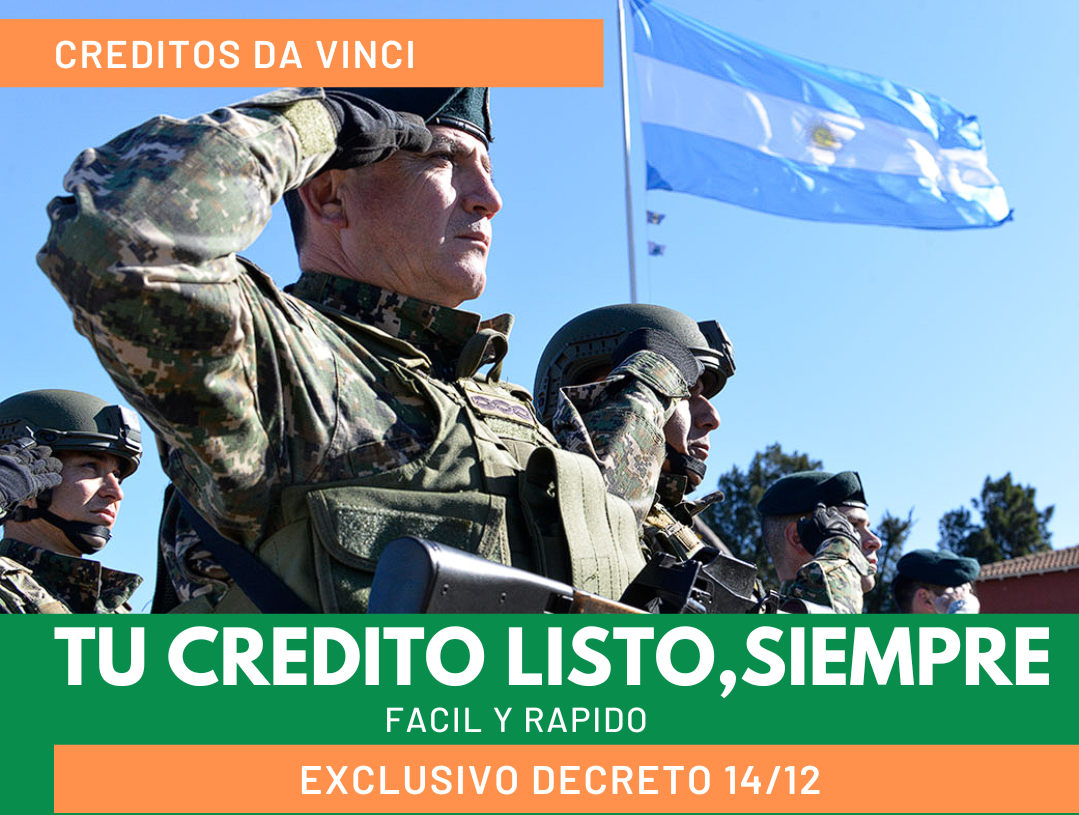 CREDITOS DA VINCI
TU CREDITO LISTO,SIEMPRE
FACIL Y RAPIDO
EXCLUSIVO DECRETO 14/12